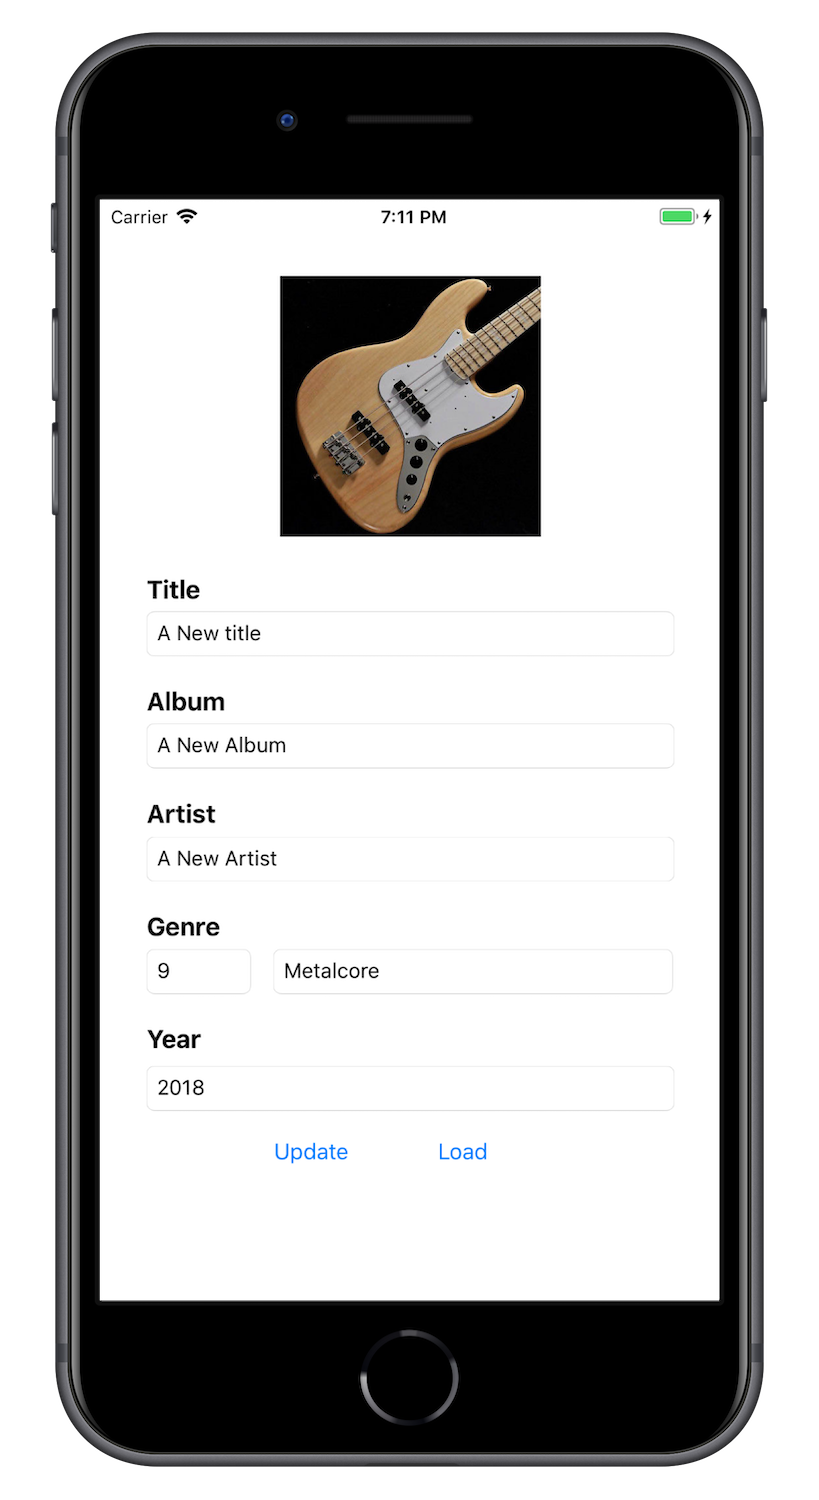 Carrier 7:11 PM
Title
A New title
Album
A New Album
Artist
A New Artist
Genre
9 Metalcore
Year
2018
Update Load